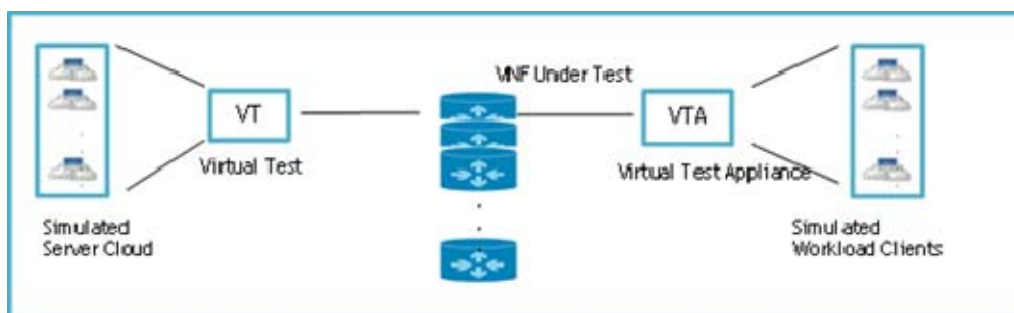 VNF Under Test
VT
VTA
Virtual Test
Virtual Test Appliance
Simulated
Server Cloud
Simulated
Workload Clients